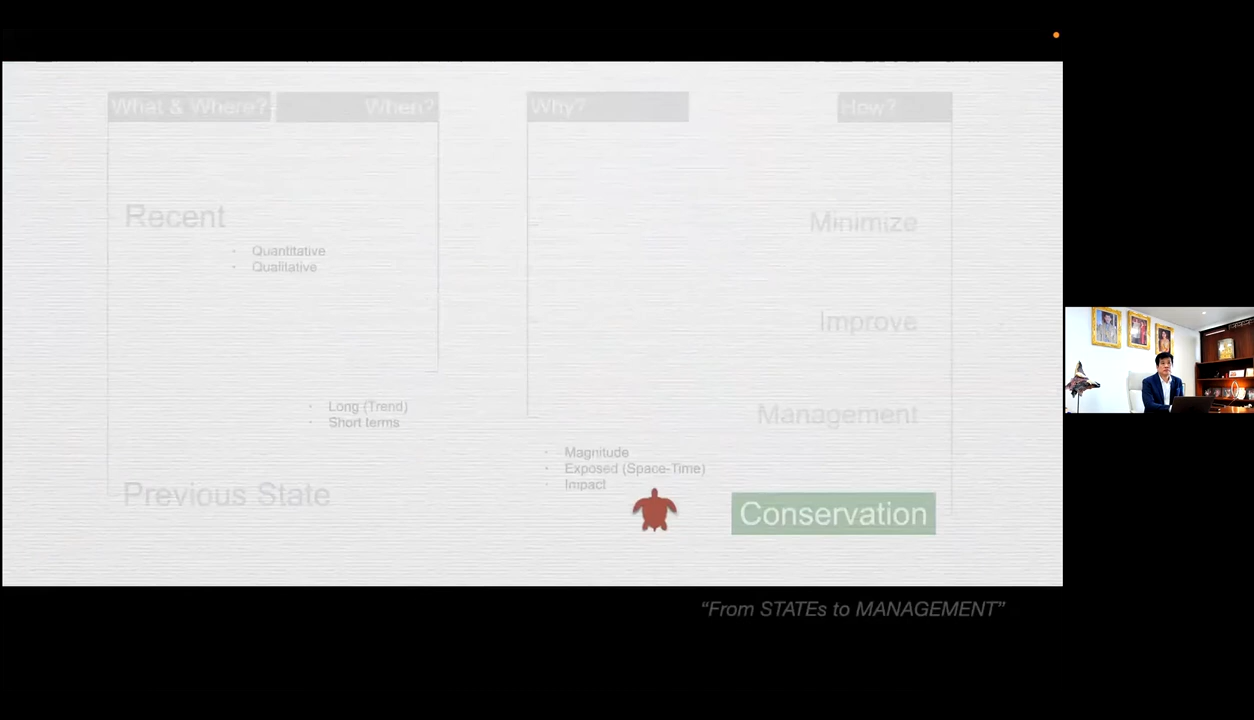 What & Where?
When?
Why?
How?
Recent
• Quantitative
• Qualitative
• Long (Trend)
• Short terms
Previous State
• Magnitude
• Exposed (Space-Time)
• Impact
Minimize
Improve
Management
Conservation
“From STATEs to MANAGEMENT”